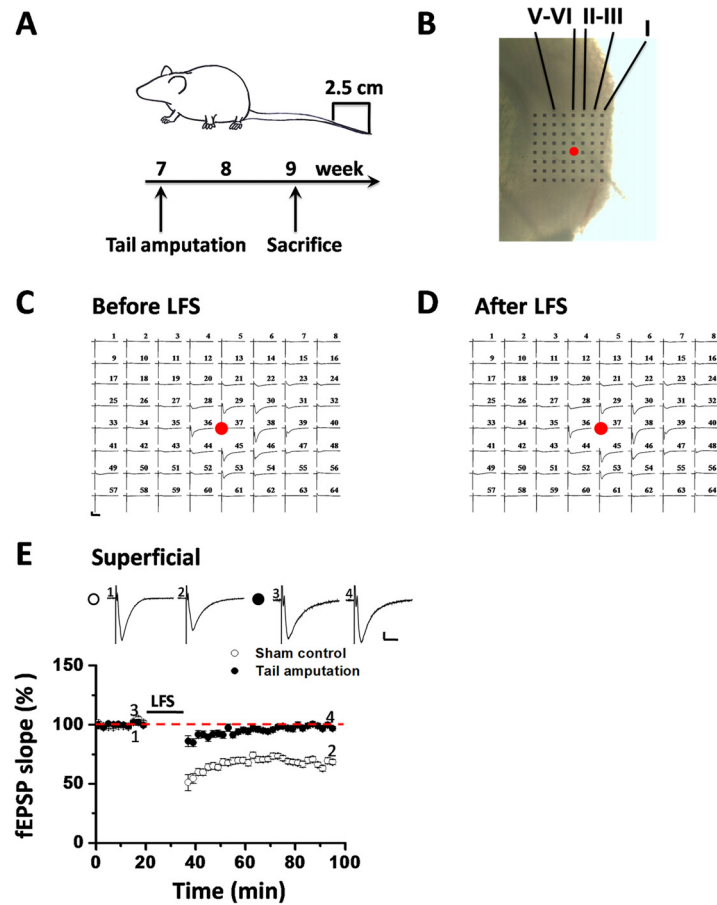 A
2.5 cm
7 8 9 week
Tail amputation Sacrifice
B
V-VI II-III I
C Before LFS
1 2 3 4 5 6 7 8
9 10 11 12 13 14 15 16
17 18 19 20 21 22 23 24
25 26 27 28 29 30 31 32
33 34 35 36 37 38 39 40
41 42 43 44 45 46 47 48
49 50 51 52 53 54 55 56
57 58 59 60 61 62 63 64
D After LFS
1 2 3 4 5 6 7 8
9 10 11 12 13 14 15 16
17 18 19 20 21 22 23 24
25 26 27 28 29 30 31 32
33 34 35 36 37 38 39 40
41 42 43 44 45 46 47 48
49 50 51 52 53 54 55 56
57 58 59 60 61 62 63 64
E Superficial
1 2 3 4
Sham control
Tail amputation
150
100
50
0
fEPSP slope (% )
LFS
3
1
4
2
0 20 40 60 80 100
Time (min)